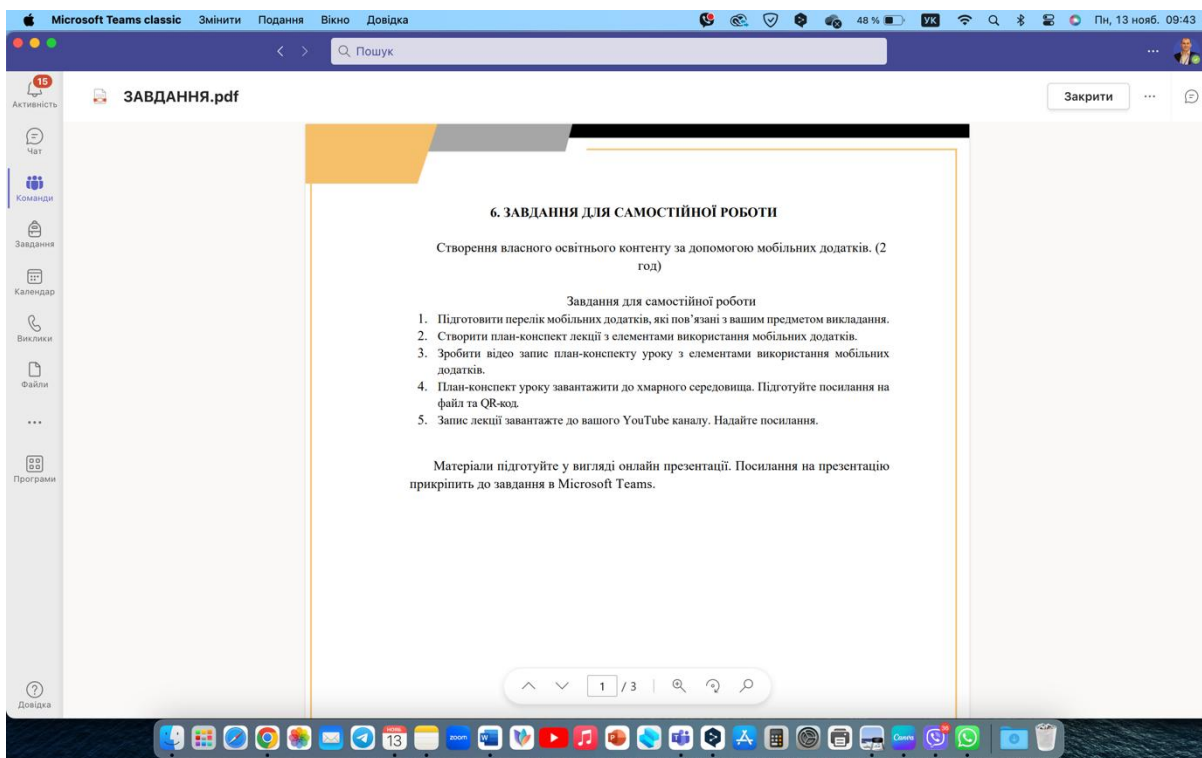 Microsoft Teams classic Змінити Подання Вікно Довідка 48 % УК Пн, 13 нояб. 09:43
Пошук
15
Активність
ЗАВДАННЯ.pdf
Закрити
Чат
Команди
Завдання
Календар
Виклики
Файли
Програми
Довідка
6. ЗАВДАННЯ ДЛЯ САМОСТІЙНОЇ РОБОТИ
Створення власного освітнього контенту за допомогою мобільних додатків. (2
год)
Завдання для самостійної роботи
1. Підготовити перелік мобільних додатків, які пов’язані з вашим предметом викладання.
2. Створити план-конспект лекції з елементами використання мобільних додатків.
3. Зробити відео запис план-конспекту уроку з елементами використання мобільних
додатків.
4. План-конспект уроку завантажити до хмарного середовища. Підготуйте посилання на
файл та QR-код.
5. Запис лекції завантажте до вашого YouTube каналу. Надайте посилання.
Матеріали підготуйте у вигляді онлайн презентації. Посилання на презентацію
прикріпить до завдання в Microsoft Teams.
1 / 3
13
zoom
Canva